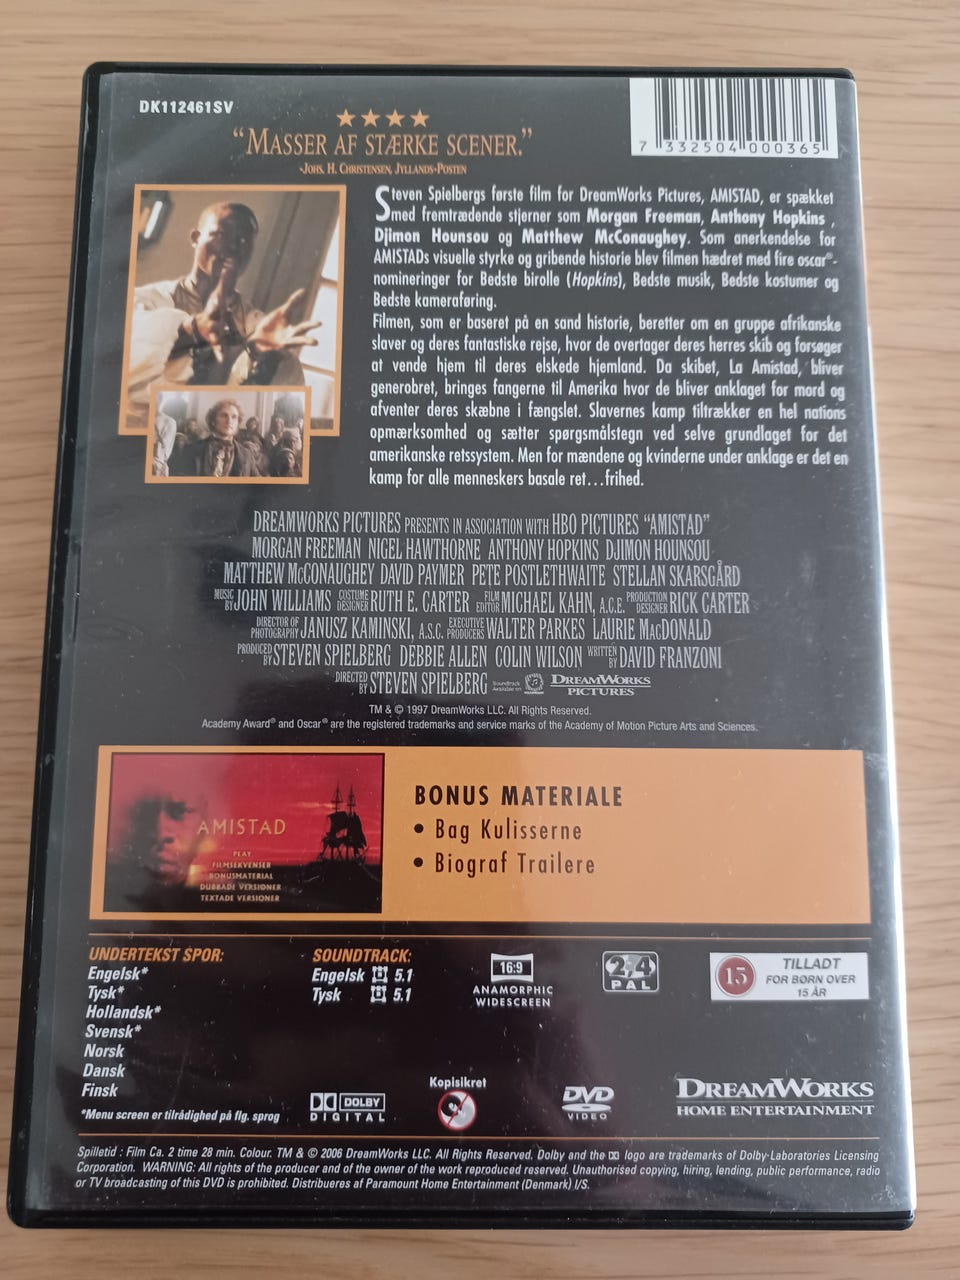 DK112461SV
★★★★
“MASSER AF STÆRKE SCENER.”
-JOHS. H. CHRISTENSEN, JYLLANDS-POSTEN
7 332504 000365
Steven Spielbergs første film for DreamWorks Pictures, AMISTAD, er spækket
med fremtrædende stjerner som Morgan Freeman, Anthony Hopkins ,
Djimon Hounsou og Matthew McConaughey. Som anerkendelse for
AMISTADs visuelle styrke og gribende historie blev filmen hædret med fire oscar®-
nomineringer for Bedste birolle (Hopkins), Bedste musik, Bedste kostumer og
Bedste kameraføring.
Filmen, som er baseret på en sand historie, beretter om en gruppe afrikanske
slaver og deres fantastiske rejse, hvor de overtager deres herres skib og forsøger
at vende hjem til deres elskede hjemland. Da skibet, La Amistad, bliver
generobret, bringes fangerne til Amerika hvor de bliver anklaget for mord og
afventer deres skæbne i fængslet. Slavernes kamp tiltrækker en hel nations
opmærksomhed og sætter spørgsmålstegn ved selve grundlaget for det
amerikanske retssystem. Men for mændene og kvinderne under anklage er det en
kamp for alle menneskers basale ret...frihed.
DREAMWORKS PICTURES PRESENTS IN ASSOCIATION WITH HBO PICTURES “AMISTAD”
MORGAN FREEMAN NIGEL HAWTHORNE ANTHONY HOPKINS DJIMON HOUNSOU
MATTHEW McCONAUGHEY DAVID PAYMER PETE POSTLETHWAITE STELLAN SKARSGÅRD
MUSIC BY JOHN WILLIAMS COSTUME DESIGNER RUTH E. CARTER FILM EDITOR MICHAEL KAHN, A.C.E. PRODUCTION DESIGNER RICK CARTER
DIRECTOR OF PHOTOGRAPHY JANUSZ KAMINSKI, A.S.C. EXECUTIVE PRODUCERS WALTER PARKES LAURIE MacDONALD
PRODUCED BY STEVEN SPIELBERG DEBBIE ALLEN COLIN WILSON WRITTEN BY DAVID FRANZONI
DIRECTED BY STEVEN SPIELBERG Soundtrack Available on DREAMWORKS PICTURES
TM & © 1997 DreamWorks LLC. All Rights Reserved.
Academy Award® and Oscar® are the registered trademarks and service marks of the Academy of Motion Picture Arts and Sciences.
AMISTAD
PLAY
FILMSEKVENSER
BONUSMATERIAL
DUBBADE VERSIONER
TEXTADE VERSIONER
BONUS MATERIALE
• Bag Kulisserne
• Biograf Trailere
UNDERTEKST SPOR:
Engelsk*
Tysk*
Hollandsk*
Svensk*
Norsk
Dansk
Finsk
*Menu screen er tilrådighed på flg. sprog
SOUNDTRACK:
Engelsk 5.1
Tysk 5.1
16:9
ANAMORPHIC
WIDESCREEN
2 4
PAL
15
TILLADT
FOR BØRN OVER
15 ÅR
DOLBY
DIGITAL
Kopisikret
DVD
VIDEO
DREAMWORKS
HOME ENTERTAINMENT
Spilletid : Film Ca. 2 time 28 min. Colour. TM & © 2006 DreamWorks LLC. All Rights Reserved. Dolby and the logo are trademarks of Dolby-Laboratories Licensing
Corporation. WARNING: All rights of the producer and of the owner of the work reproduced reserved. Unauthorised copying, hiring, lending, public performance, radio
or TV broadcasting of this DVD is prohibited. Distribueres af Paramount Home Entertainment (Denmark) I/S.